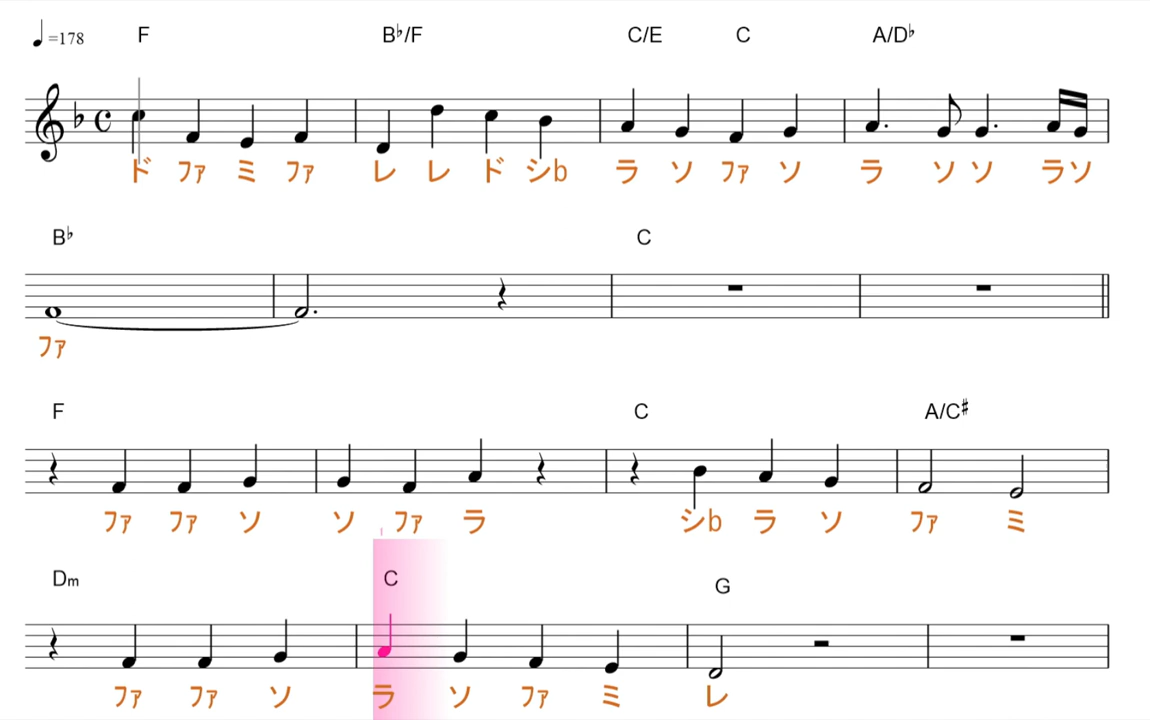 =178 F B♭/F C/E C A/D♭
ド ファ ミ ファ レ レ ド シb ラ ソ ファ ソ ラ ソ ソ ラ ソ
B♭ C
ファ
F C A/C♯
ファ ファ ソ ソ ファ ラ シb ラ ソ ファ ミ
Dm C G
ファ ファ ソ ラ ソ ファ ミ レ